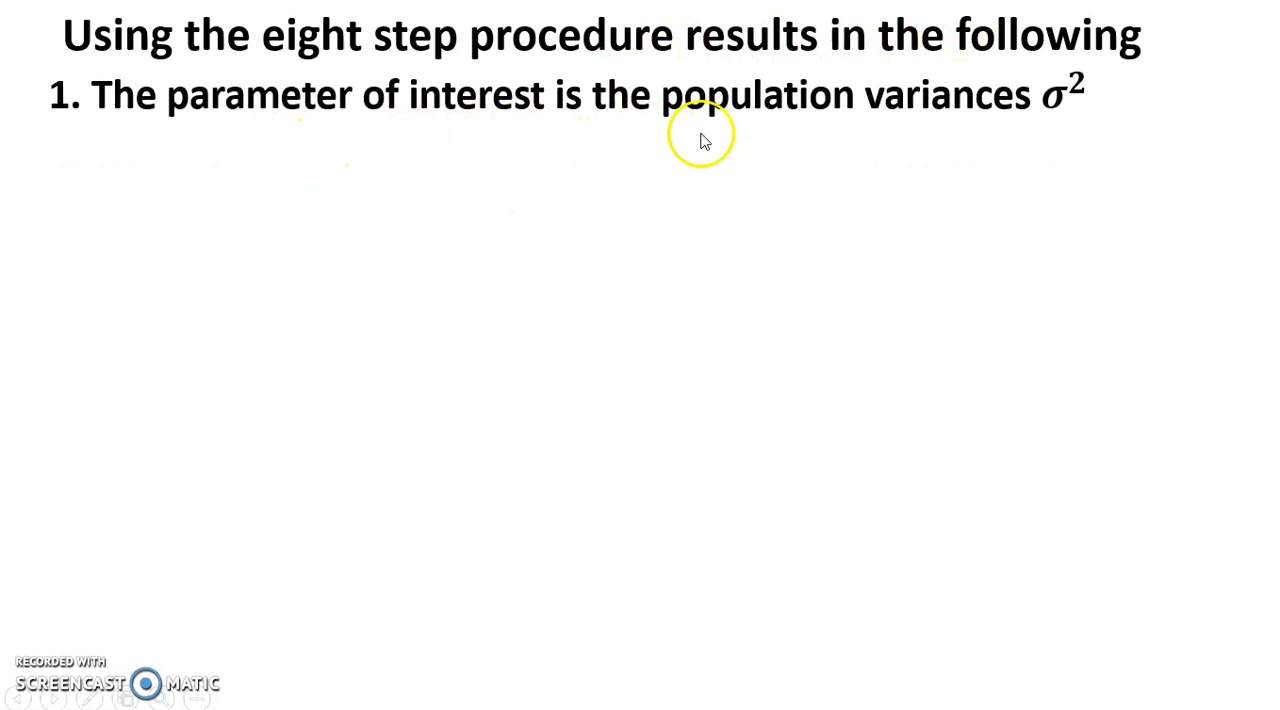 Using the eight step procedure results in the following
1. The parameter of interest is the population variances σ²
RECORDED WITH
SCREENCAST MATIC